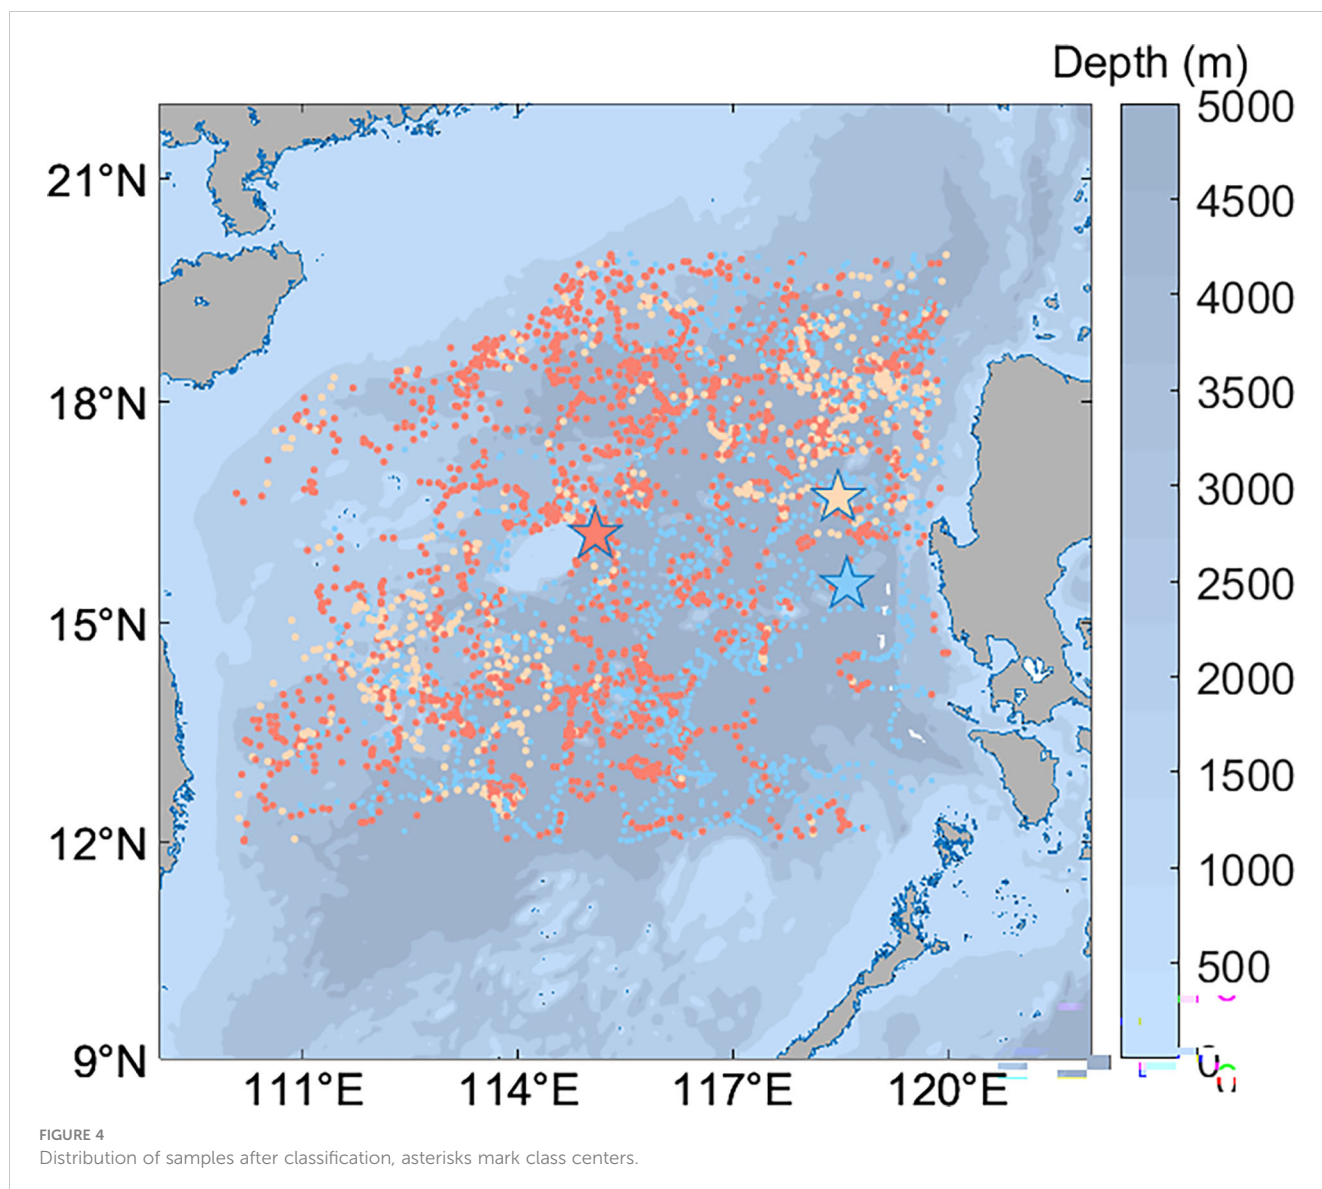 Depth (m)
5000
21°N
4500
4000
3500
18°N
3000
2500
15°N
2000
1500
12°N
1000
500
9°N
0
111°E
114°E
117°E
120°E
FIGURE 4
Distribution of samples after classification, asterisks mark class centers.